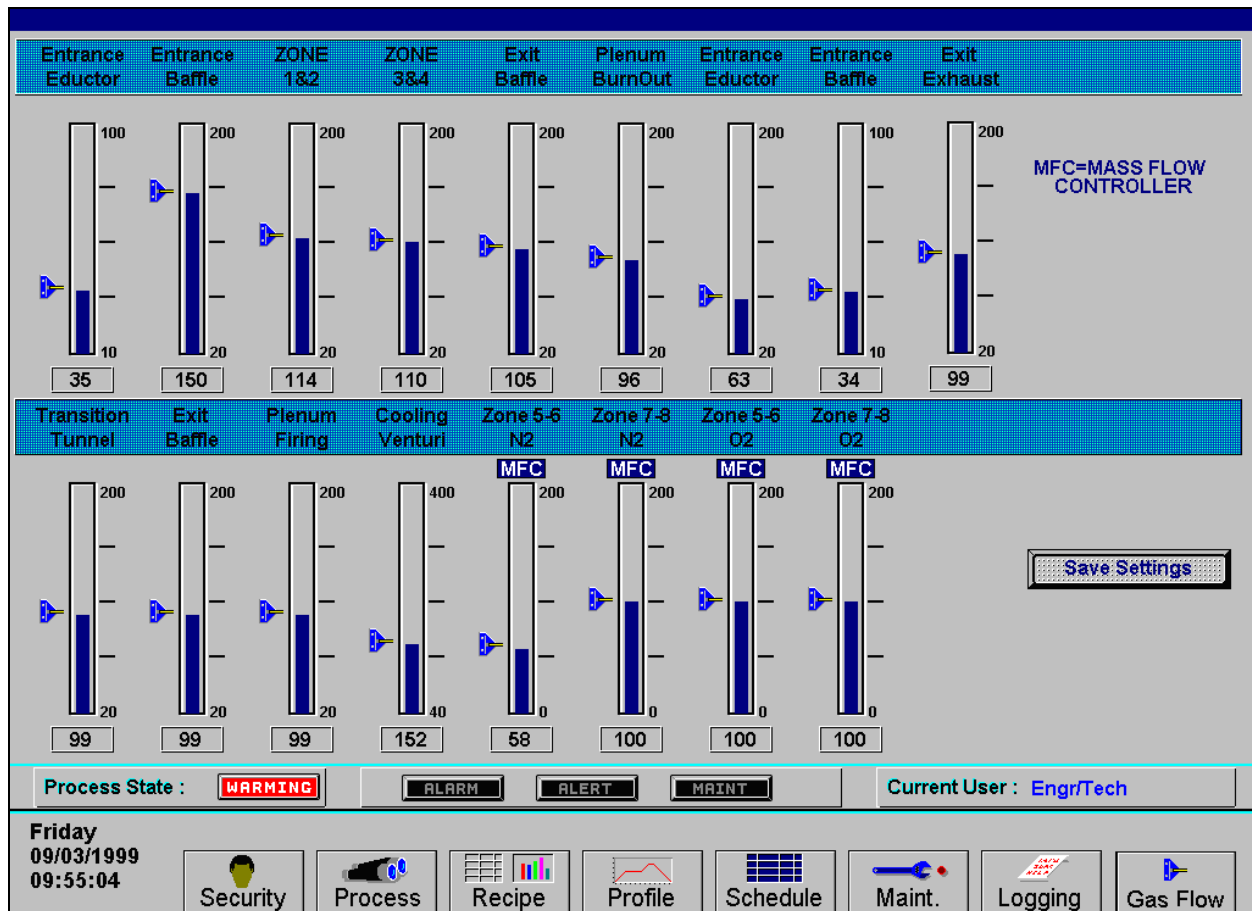 Entrance Entrance ZONE ZONE Exit Plenum Entrance Entrance Exit
Eductor Baffle 1&2 3&4 Baffle BurnOut Eductor Baffle Exhaust
100 200 200 200 200 200 200 100 200
MFC=MASS FLOW
CONTROLLER
10 20 20 20 20 20 20 10 20
35 150 114 110 105 96 63 34 99
Transition Exit Plenum Cooling Zone 5-6 Zone 7-8 Zone 5-6 Zone 7-8
Tunnel Baffle Firing Venturi N2 N2 O2 O2
MFC MFC MFC MFC
200 200 200 400 200 200 200 200
Save Settings
20 20 20 40 0 0 0 0
99 99 99 152 58 100 100 100
Process State : WARMING ALARM ALERT MAINT Current User : Engr/Tech
Friday
09/03/1999
09:55:04
Security Process Recipe Profile Schedule Maint. Logging Gas Flow